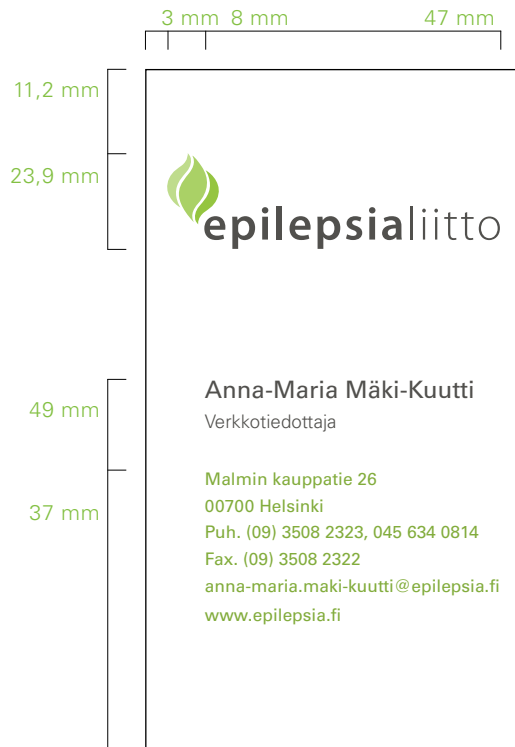 3 mm 8 mm 47 mm
11,2 mm
23,9 mm
epilepsialiitto
49 mm
Anna-Maria Mäki-Kuutti
Verkkotiedottaja
37 mm
Malmin kauppatie 26
00700 Helsinki
Puh. (09) 3508 2323, 045 634 0814
Fax. (09) 3508 2322
anna-maria.maki-kuutti@epilepsia.fi
www.epilepsia.fi